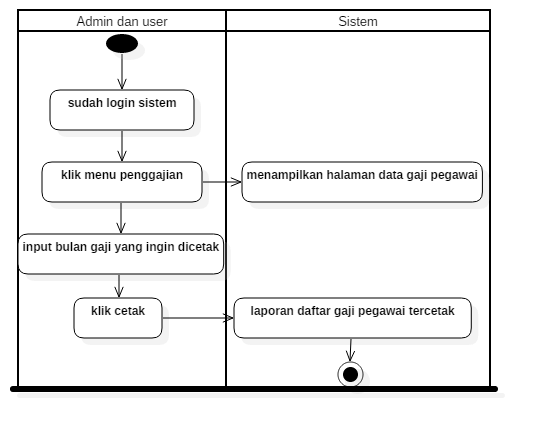 Admin dan user
Sistem
sudah login sistem
klik menu penggajian
menampilkan halaman data gaji pegawai
input bulan gaji yang ingin dicetak
klik cetak
laporan daftar gaji pegawai tercetak